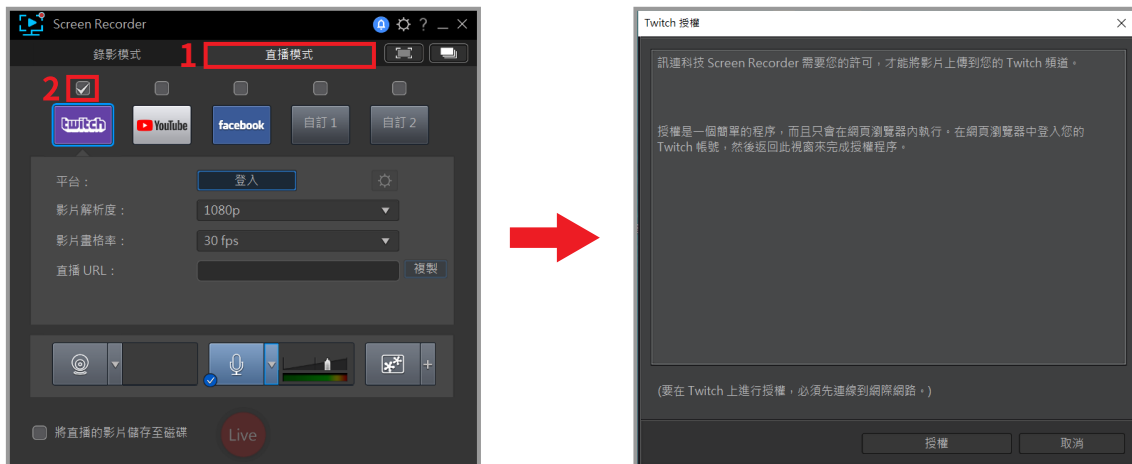 Screen Recorder
?
錄影模式
1
直播模式
2
twitch
YouTube
facebook
自訂 1
自訂 2
平台：
登入
影片解析度：
1080p
影片畫格率：
30 fps
直播 URL：
複製
將直播的影片儲存至磁碟
Live
Twitch 授權
訊連科技 Screen Recorder 需要您的許可，才能將影片上傳到您的 Twitch 頻道。
授權是一個簡單的程序，而且只會在網頁瀏覽器內執行。在網頁瀏覽器中登入您的
Twitch 帳號，然後返回此視窗來完成授權程序。
(要在 Twitch 上進行授權，必須先連線到網際網路。)
授權
取消